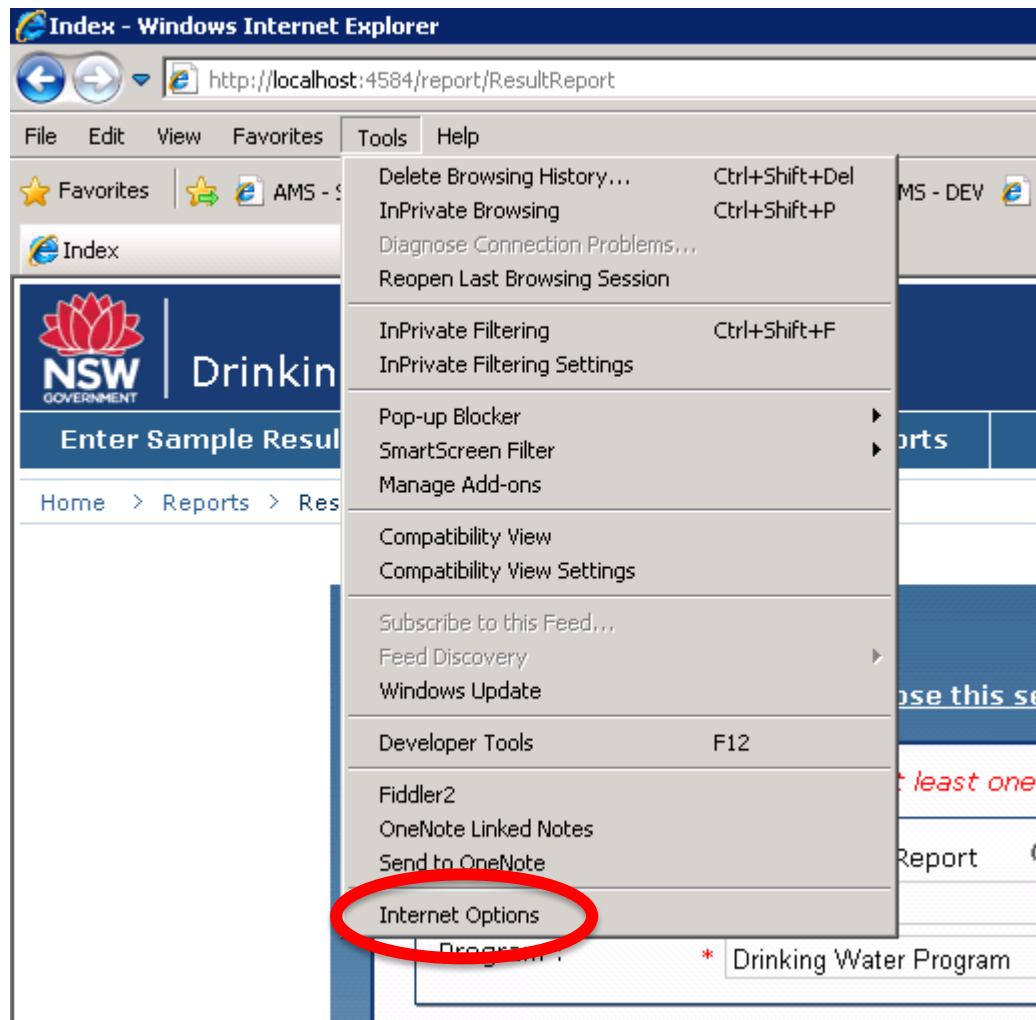 Index - Windows Internet Explorer
http://localhost:4584/report/ResultReport
File Edit View Favorites Tools Help
Favorites AMS - MS - DEV
Index
Delete Browsing History... Ctrl+Shift+Del
InPrivate Browsing Ctrl+Shift+P
Diagnose Connection Problems...
Reopen Last Browsing Session
InPrivate Filtering Ctrl+Shift+F
InPrivate Filtering Settings
Pop-up Blocker
SmartScreen Filter
Manage Add-ons
Compatibility View
Compatibility View Settings
Subscribe to this Feed...
Feed Discovery
Windows Update
Developer Tools F12
Fiddler2
OneNote Linked Notes
Send to OneNote
Internet Options
NSW
GOVERNMENT
Drinkin
Enter Sample Resul orts
Home > Reports > Res
ose this se
t least one
Report
Program : * Drinking Water Program